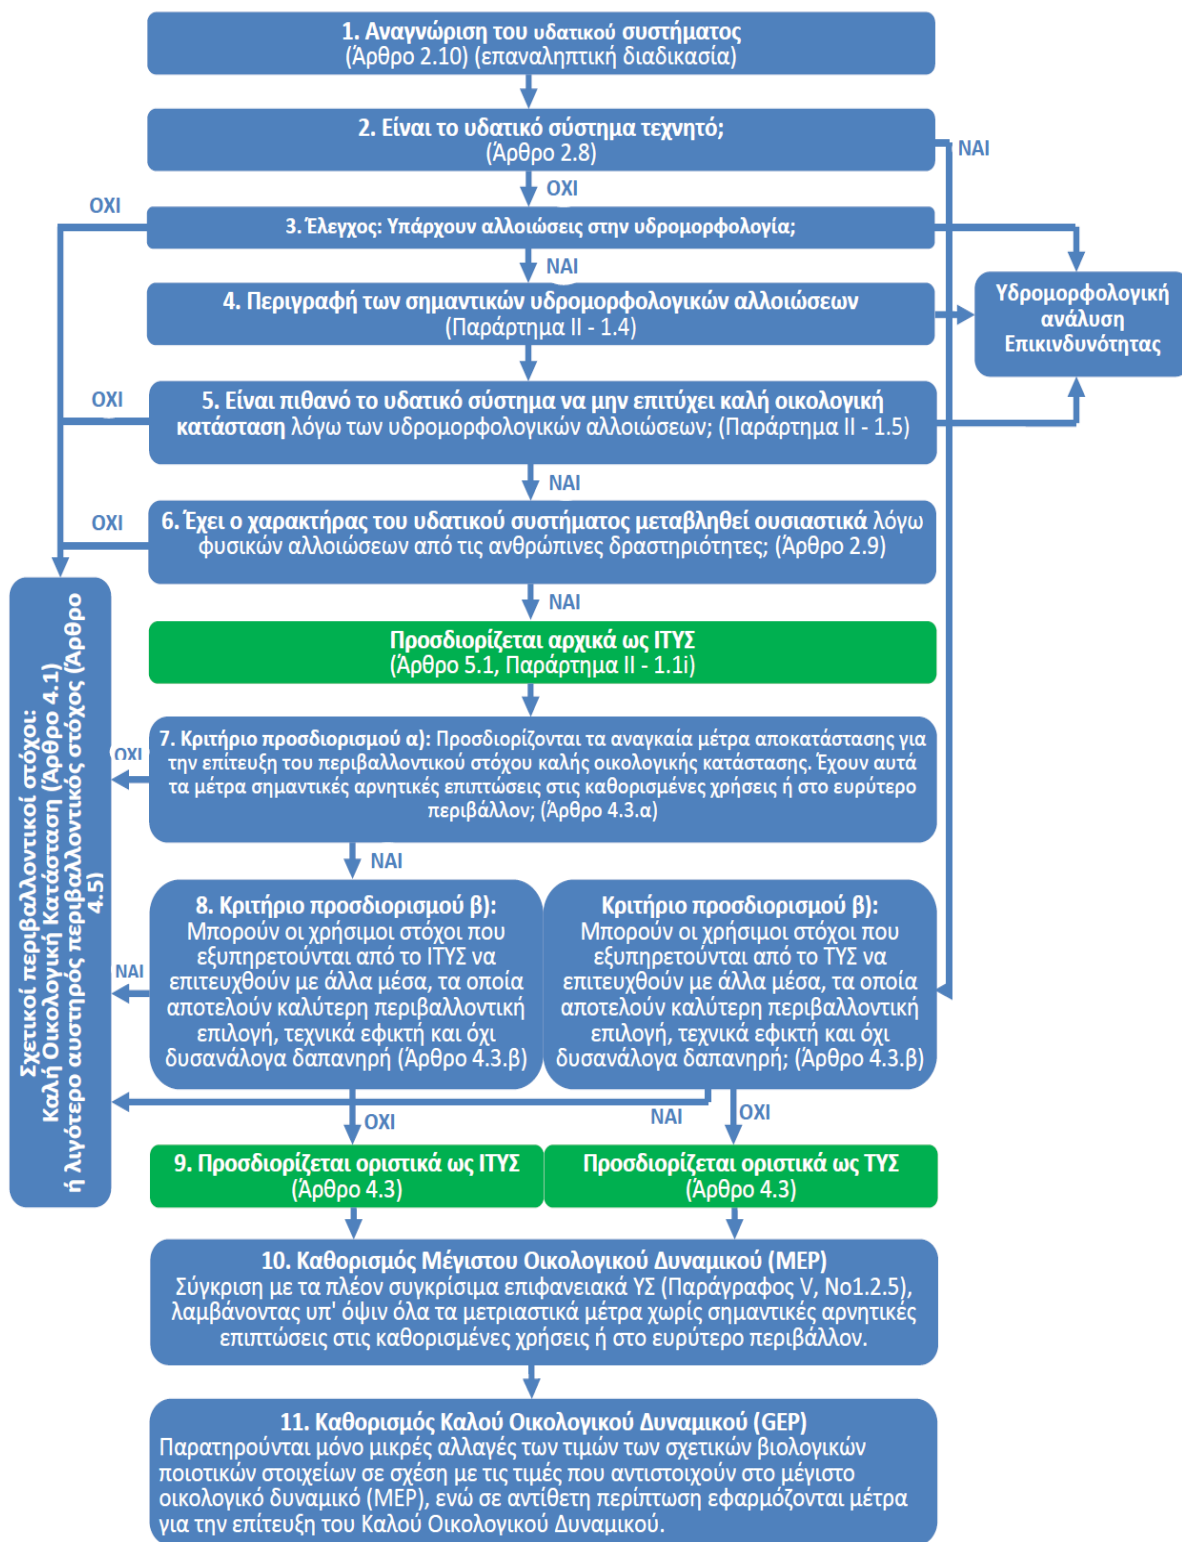 1. Αναγνώριση του υδατικού συστήματος
(Άρθρο 2.10) (επαναληπτική διαδικασία)
2. Είναι το υδατικό σύστημα τεχνητό;
(Άρθρο 2.8)
ΝΑΙ
ΟΧΙ
ΟΧΙ
3. Έλεγχος: Υπάρχουν αλλοιώσεις στην υδρομορφολογία;
ΝΑΙ
4. Περιγραφή των σημαντικών υδρομορφολογικών αλλοιώσεων
(Παράρτημα ΙΙ - 1.4)
Υδρομορφολογική
ανάλυση
Επικινδυνότητας
ΟΧΙ
5. Είναι πιθανό το υδατικό σύστημα να μην επιτύχει καλή οικολογική
κατάσταση λόγω των υδρομορφολογικών αλλοιώσεων; (Παράρτημα ΙΙ - 1.5)
ΝΑΙ
ΟΧΙ
6. Έχει ο χαρακτήρας του υδατικού συστήματος μεταβληθεί ουσιαστικά λόγω
φυσικών αλλοιώσεων από τις ανθρώπινες δραστηριότητες; (Άρθρο 2.9)
ΝΑΙ
Προσδιορίζεται αρχικά ως ΙΤΥΣ
(Άρθρο 5.1, Παράρτημα ΙΙ - 1.1i)
Σχετικοί περιβαλλοντικοί στόχοι:
Καλή Οικολογική Κατάσταση (Άρθρο 4.1)
ή λιγότερο αυστηρός περιβαλλοντικός στόχος (Άρθρο
4.5)
ΟΧΙ
7. Κριτήριο προσδιορισμού α): Προσδιορίζονται τα αναγκαία μέτρα αποκατάστασης για
την επίτευξη του περιβαλλοντικού στόχου καλής οικολογικής κατάστασης. Έχουν αυτά
τα μέτρα σημαντικές αρνητικές επιπτώσεις στις καθορισμένες χρήσεις ή στο ευρύτερο
περιβάλλον; (Άρθρο 4.3.α)
ΝΑΙ
ΝΑΙ
8. Κριτήριο προσδιορισμού β):
Μπορούν οι χρήσιμοι στόχοι που
εξυπηρετούνται από το ΙΤΥΣ να
επιτευχθούν με άλλα μέσα, τα οποία
αποτελούν καλύτερη περιβαλλοντική
επιλογή, τεχνικά εφικτή και όχι
δυσανάλογα δαπανηρή (Άρθρο 4.3.β)
Κριτήριο προσδιορισμού β):
Μπορούν οι χρήσιμοι στόχοι που
εξυπηρετούνται από το ΤΥΣ να
επιτευχθούν με άλλα μέσα, τα οποία
αποτελούν καλύτερη περιβαλλοντική
επιλογή, τεχνικά εφικτή και όχι
δυσανάλογα δαπανηρή; (Άρθρο 4.3.β)
ΟΧΙ
ΝΑΙ
ΟΧΙ
9. Προσδιορίζεται οριστικά ως ΙΤΥΣ
(Άρθρο 4.3)
Προσδιορίζεται οριστικά ως ΤΥΣ
(Άρθρο 4.3)
10. Καθορισμός Μέγιστου Οικολογικού Δυναμικού (MEP)
Σύγκριση με τα πλέον συγκρίσιμα επιφανειακά ΥΣ (Παράγραφος V, No1.2.5),
λαμβάνοντας υπ' όψιν όλα τα μετριαστικά μέτρα χωρίς σημαντικές αρνητικές
επιπτώσεις στις καθορισμένες χρήσεις ή στο ευρύτερο περιβάλλον.
11. Καθορισμός Καλού Οικολογικού Δυναμικού (GEP)
Παρατηρούνται μόνο μικρές αλλαγές των τιμών των σχετικών βιολογικών
ποιοτικών στοιχείων σε σχέση με τις τιμές που αντιστοιχούν στο μέγιστο
οικολογικό δυναμικό (MEP), ενώ σε αντίθετη περίπτωση εφαρμόζονται μέτρα
για την επίτευξη του Καλού Οικολογικού Δυναμικού.